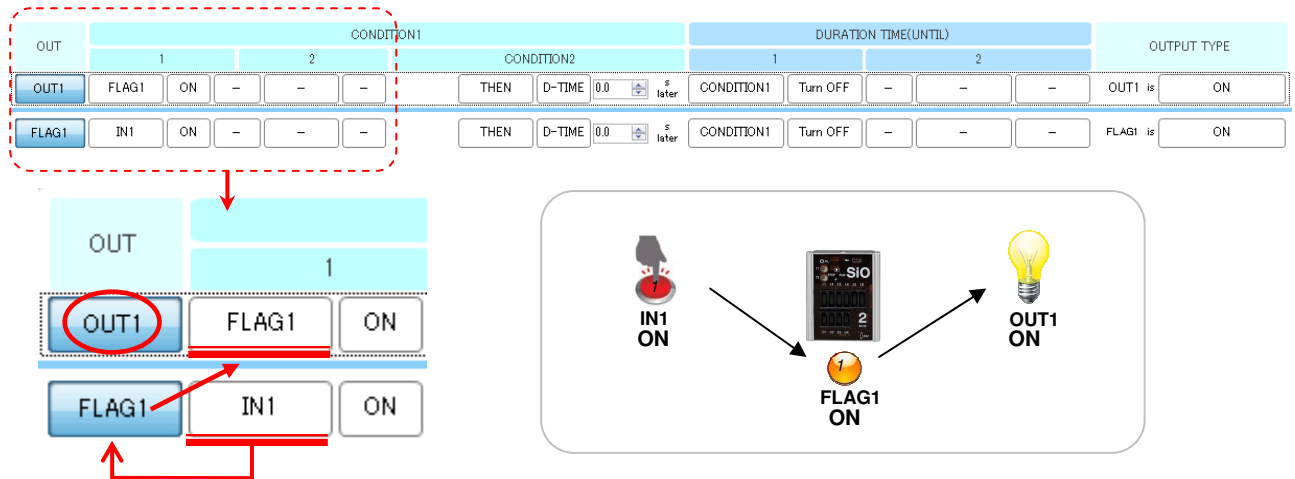 OUT CONDITION1 DURATION TIME(UNTIL) OUTPUT TYPE
1 2 CONDITION2 1 2
OUT1 FLAG1 ON - - - THEN D-TIME 0.0 s later CONDITION1 Turn OFF - - - OUT1 is ON
FLAG1 IN1 ON - - - THEN D-TIME 0.0 s later CONDITION1 Turn OFF - - - FLAG1 is ON
OUT
1
OUT1 FLAG1 ON
FLAG1 IN1 ON
1
IN1
ON
SiO
2
1
FLAG1
ON
OUT1
ON